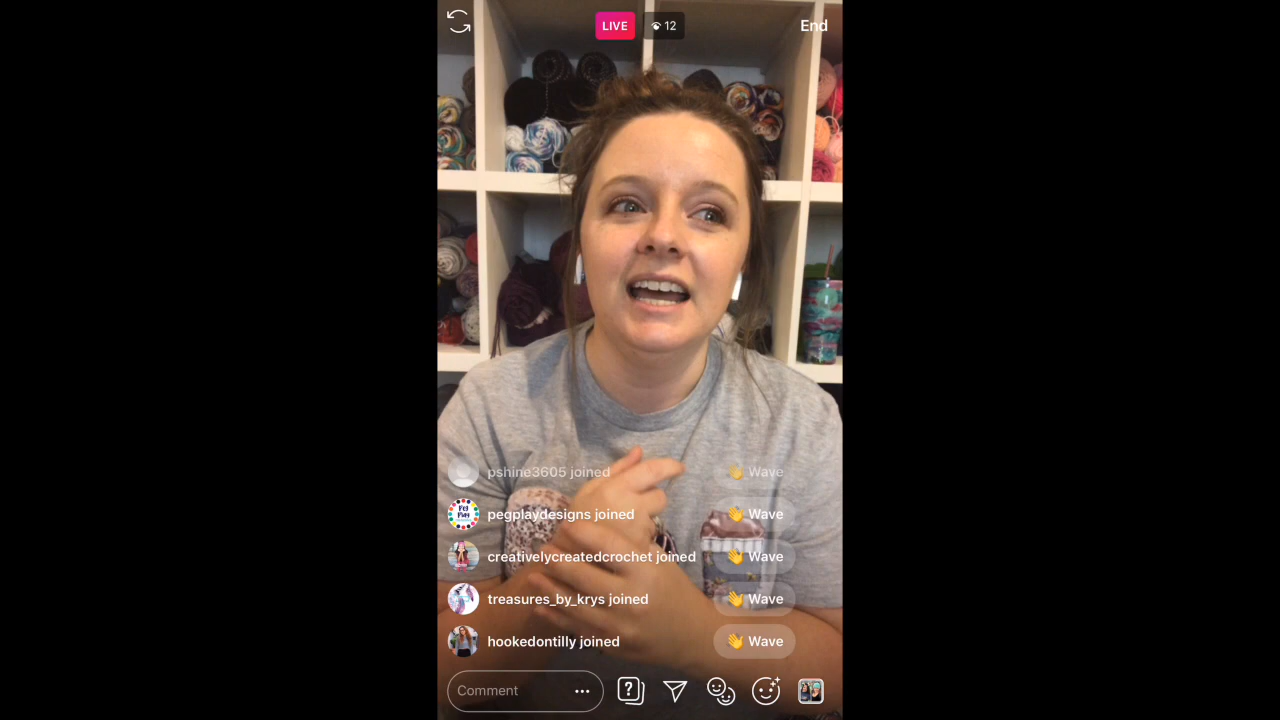 LIVE 12 End
pshine3605 joined 👋 Wave
pegplaydesigns joined 👋 Wave
creativelycreatedcrochet joined 👋 Wave
treasures_by_krys joined 👋 Wave
hookedontilly joined 👋 Wave
Comment ... ?